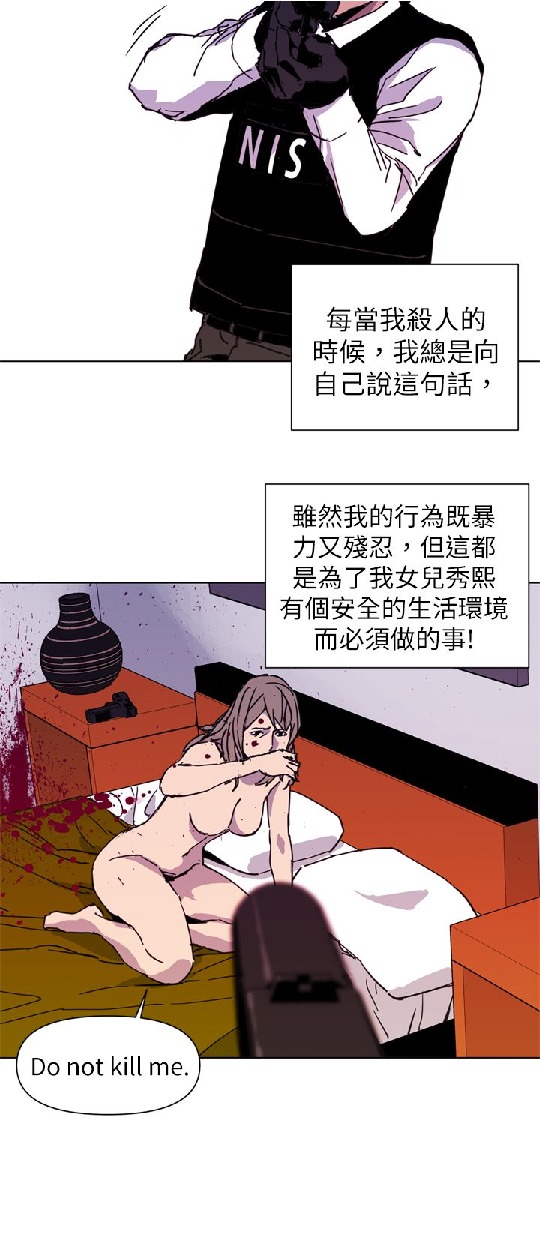 NIS
每當我殺人的
時候，我總是向
自己說這句話，
雖然我的行為既暴
力又殘忍，但這都
是為了我女兒秀熙
有個安全的生活環境
而必須做的事!
Do not kill me.